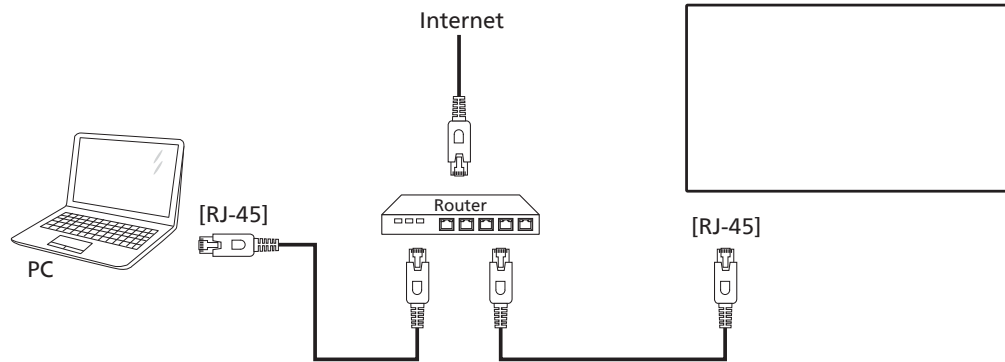 Internet
Router
[RJ-45]
[RJ-45]
PC